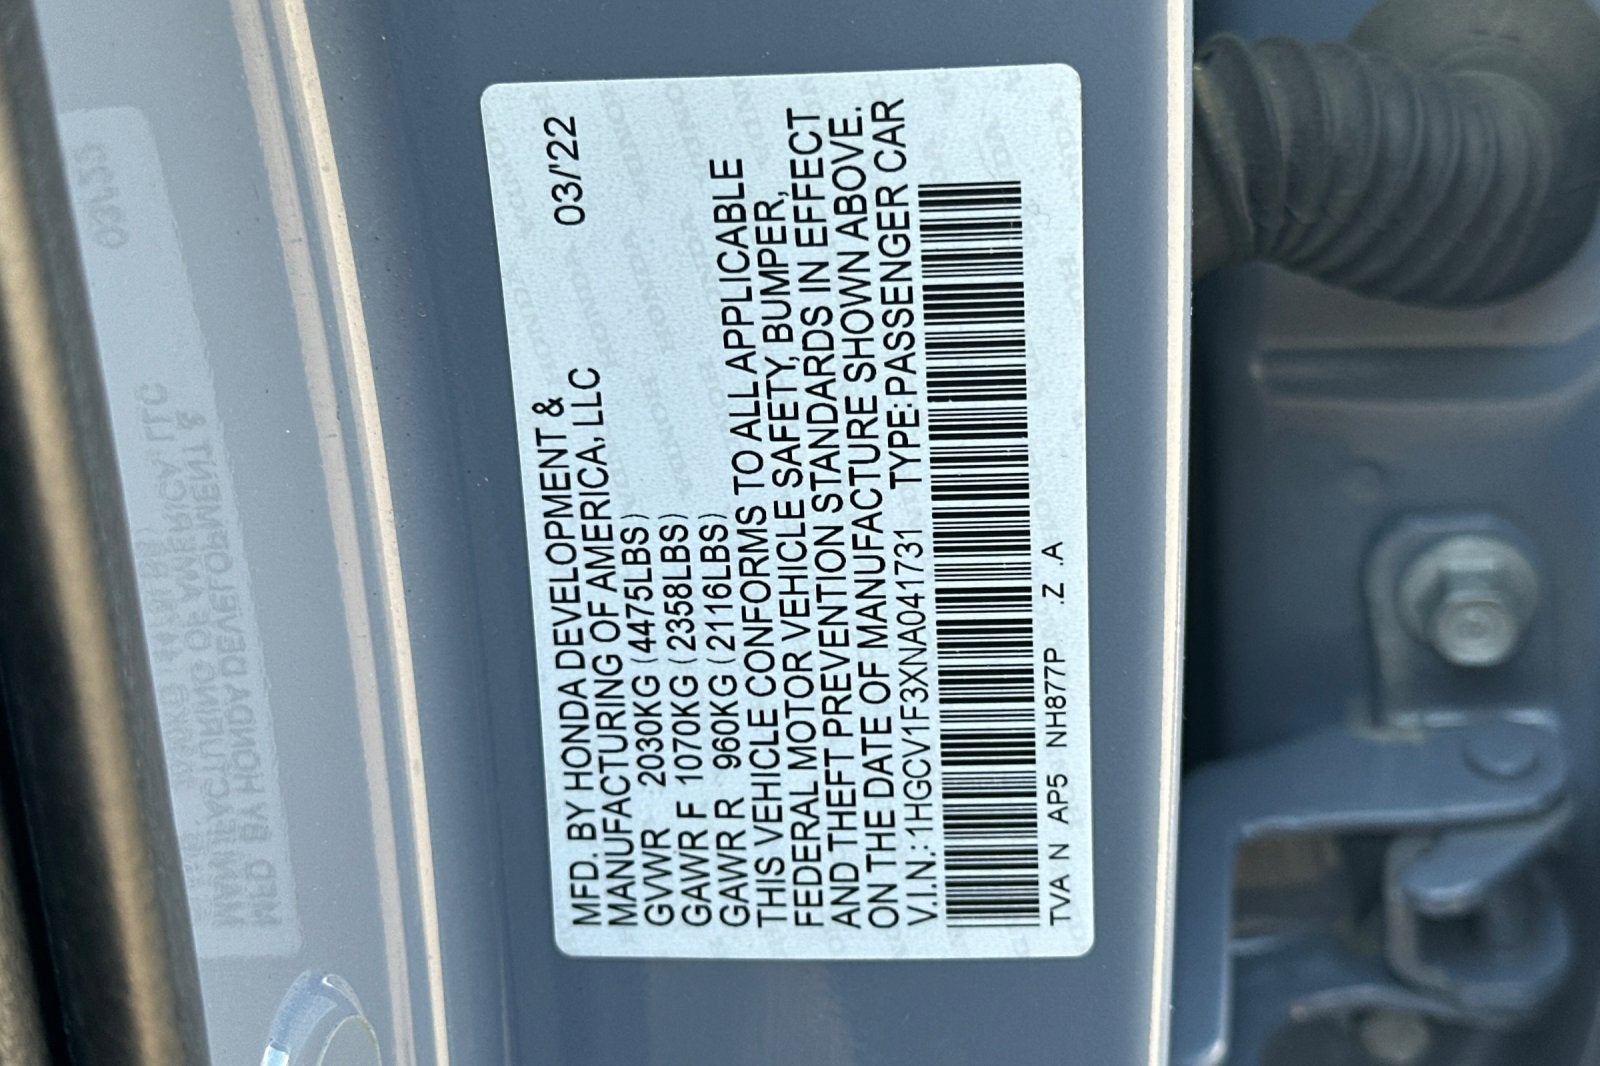 MFD. BY HONDA DEVELOPMENT &
MANUFACTURING OF AMERICA, LLC 03/'22
GVWR 2030KG (4475LBS)
GAWR F 1070KG (2358LBS)
GAWR R 960KG (2116LBS)
THIS VEHICLE CONFORMS TO ALL APPLICABLE
FEDERAL MOTOR VEHICLE SAFETY, BUMPER,
AND THEFT PREVENTION STANDARDS IN EFFECT
ON THE DATE OF MANUFACTURE SHOWN ABOVE.
V.I.N.: 1HGCV1F3XNA041731 TYPE: PASSENGER CAR
TVA N AP5 NH877P .Z .A